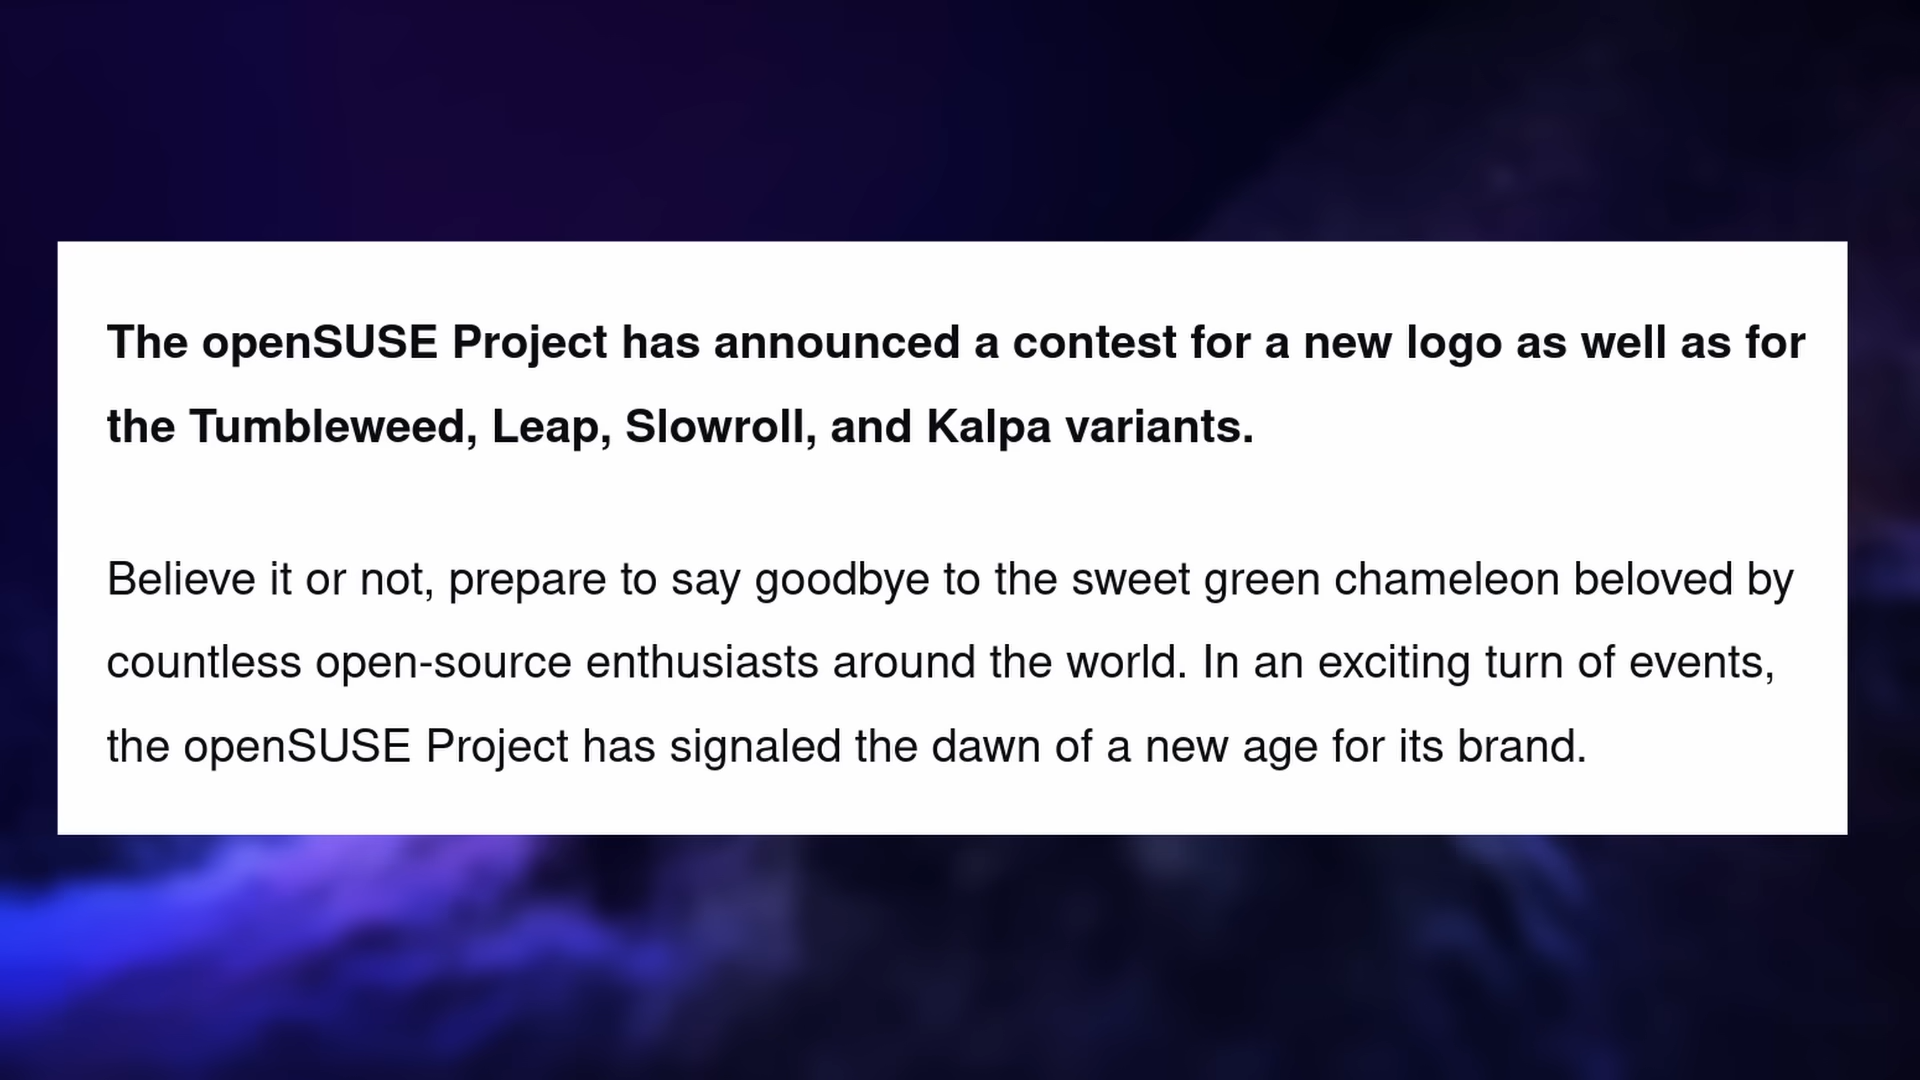 The openSUSE Project has announced a contest for a new logo as well as for
the Tumbleweed, Leap, Slowroll, and Kalpa variants.
Believe it or not, prepare to say goodbye to the sweet green chameleon beloved by
countless open-source enthusiasts around the world. In an exciting turn of events,
the openSUSE Project has signaled the dawn of a new age for its brand.